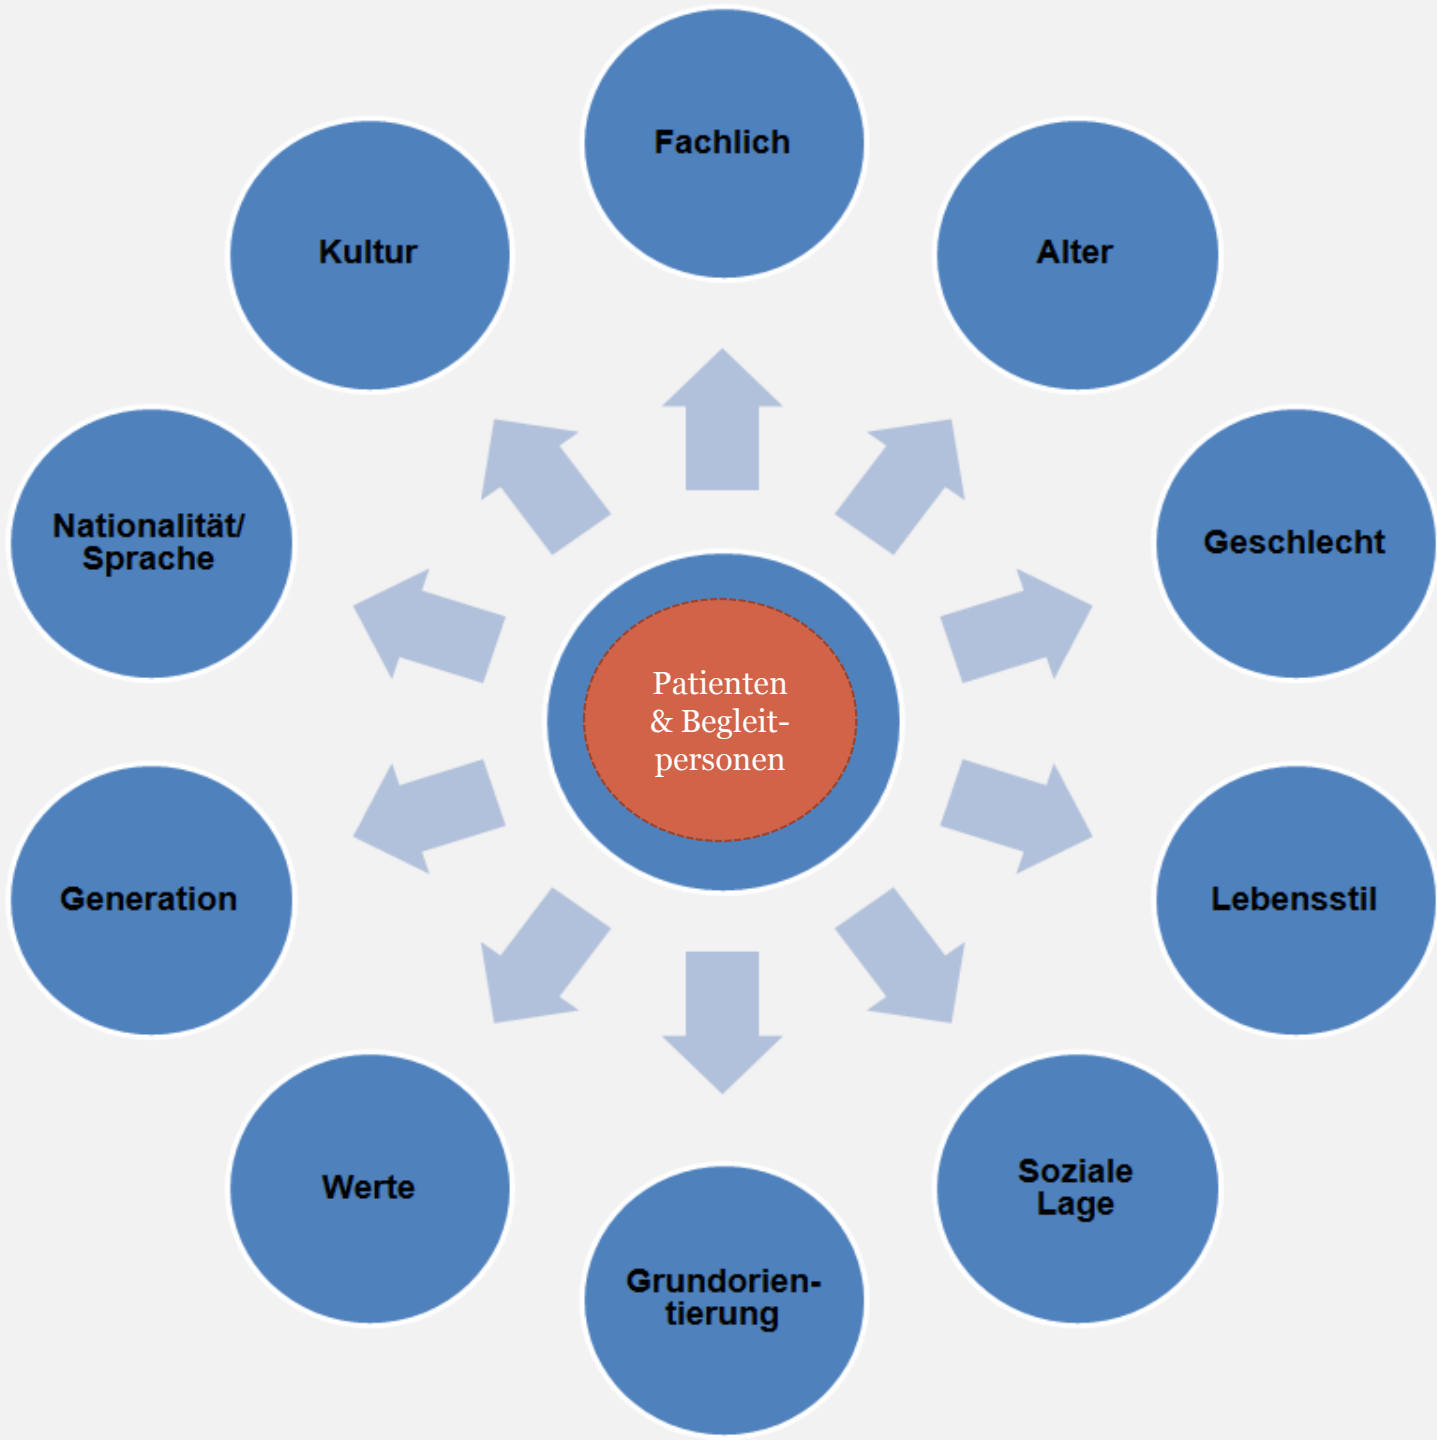 Fachlich
Kultur
Alter
Nationalität/
Sprache
Geschlecht
Patienten
& Begleit-
personen
Generation
Lebensstil
Werte
Soziale
Lage
Grundorien-
tierung